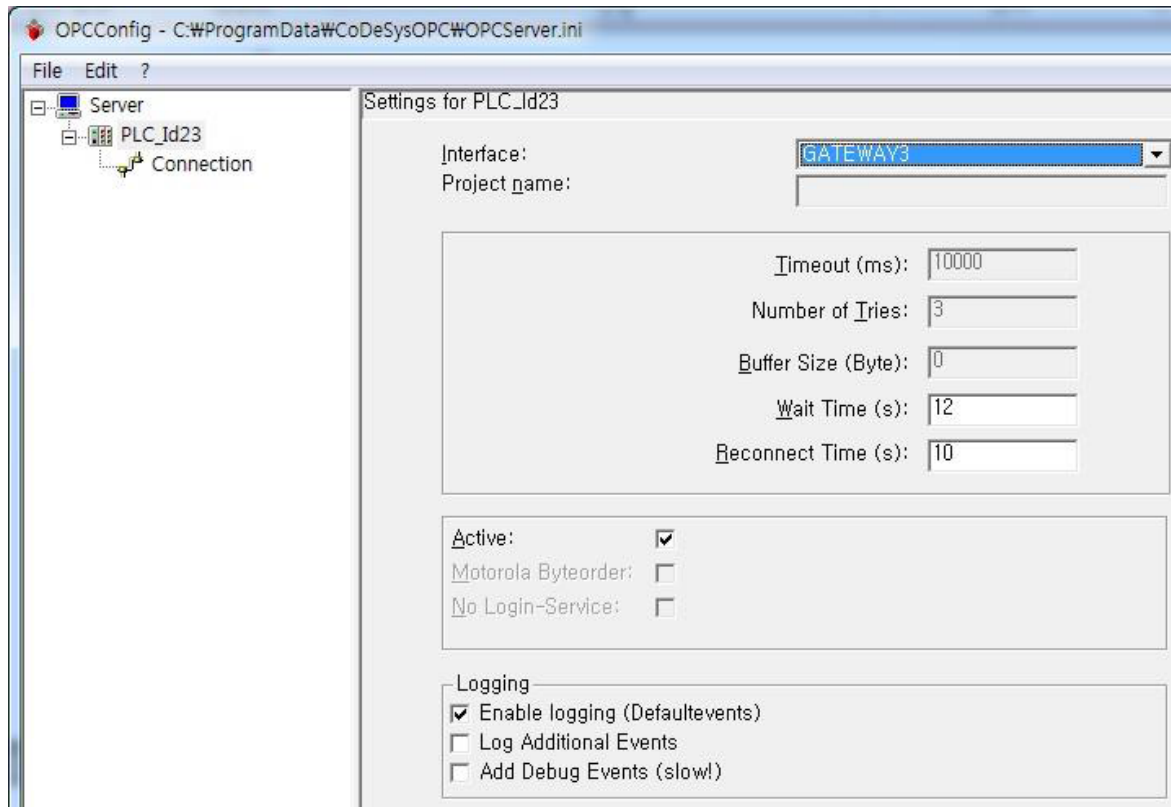 OPCConfig - C:₩ProgramData₩CoDeSysOPC₩OPCServer.ini
File Edit ?
Server
PLC_Id23
Connection
Settings for PLC_Id23
Interface: GATEWAY3
Project name:
Timeout (ms): 10000
Number of Tries: 3
Buffer Size (Byte): 0
Wait Time (s): 12
Reconnect Time (s): 10
Active:
Motorola Byteorder:
No Login-Service:
Logging
Enable logging (Defaultevents)
Log Additional Events
Add Debug Events (slow!)